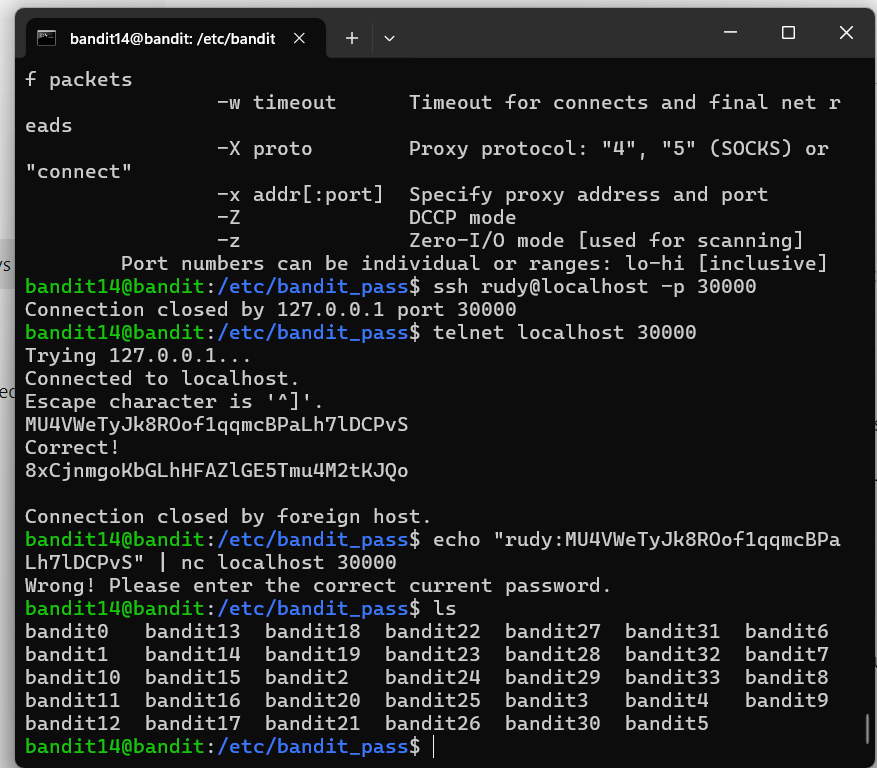 bandit14@bandit: /etc/bandit
f packets
-w timeout Timeout for connects and final net r
eads
-X proto Proxy protocol: "4", "5" (SOCKS) or
"connect"
-x addr[:port] Specify proxy address and port
-Z DCCP mode
-z Zero-I/O mode [used for scanning]
Port numbers can be individual or ranges: lo-hi [inclusive]
bandit14@bandit:/etc/bandit_pass$ ssh rudy@localhost -p 30000
Connection closed by 127.0.0.1 port 30000
bandit14@bandit:/etc/bandit_pass$ telnet localhost 30000
Trying 127.0.0.1...
Connected to localhost.
Escape character is '^]'.
MU4VWeTyJk8ROof1qqmcBPaLh7lDCPvS
Correct!
8xCjnmgoKbGLhHFAZlGE5Tmu4M2tKJQo
Connection closed by foreign host.
bandit14@bandit:/etc/bandit_pass$ echo "rudy:MU4VWeTyJk8ROof1qqmcBPa
Lh7lDCPvS" | nc localhost 30000
Wrong! Please enter the correct current password.
bandit14@bandit:/etc/bandit_pass$ ls
bandit0 bandit13 bandit18 bandit22 bandit27 bandit31 bandit6
bandit1 bandit14 bandit19 bandit23 bandit28 bandit32 bandit7
bandit10 bandit15 bandit2 bandit24 bandit29 bandit33 bandit8
bandit11 bandit16 bandit20 bandit25 bandit3 bandit4 bandit9
bandit12 bandit17 bandit21 bandit26 bandit30 bandit5
bandit14@bandit:/etc/bandit_pass$